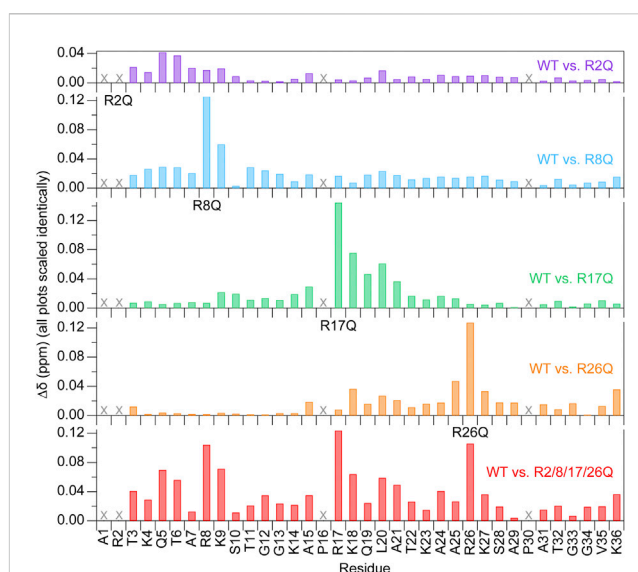 0.04
WT vs. R2Q
0.00
X X X X
R2Q
0.12
WT vs. R8Q
0.08
0.04
0.00
X X X X
R8Q
0.12
WT vs. R17Q
0.08
0.04
0.00
X X X X
R17Q
0.12
WT vs. R26Q
0.08
0.04
0.00
X X X X
R26Q
0.12
WT vs. R2/8/17/26Q
0.08
0.04
0.00
X X X X
Δδ (ppm) (all plots scaled identically)
A1 R2 T3 K4 Q5 T6 A7 R8 K9 S10 T11 G12 G13 K14 A15 P16 R17 K18 Q19 L20 A21 T22 K23 A24 A25 R26 K27 S28 A29 P30 A31 T32 G33 G34 V35 K36
Residue